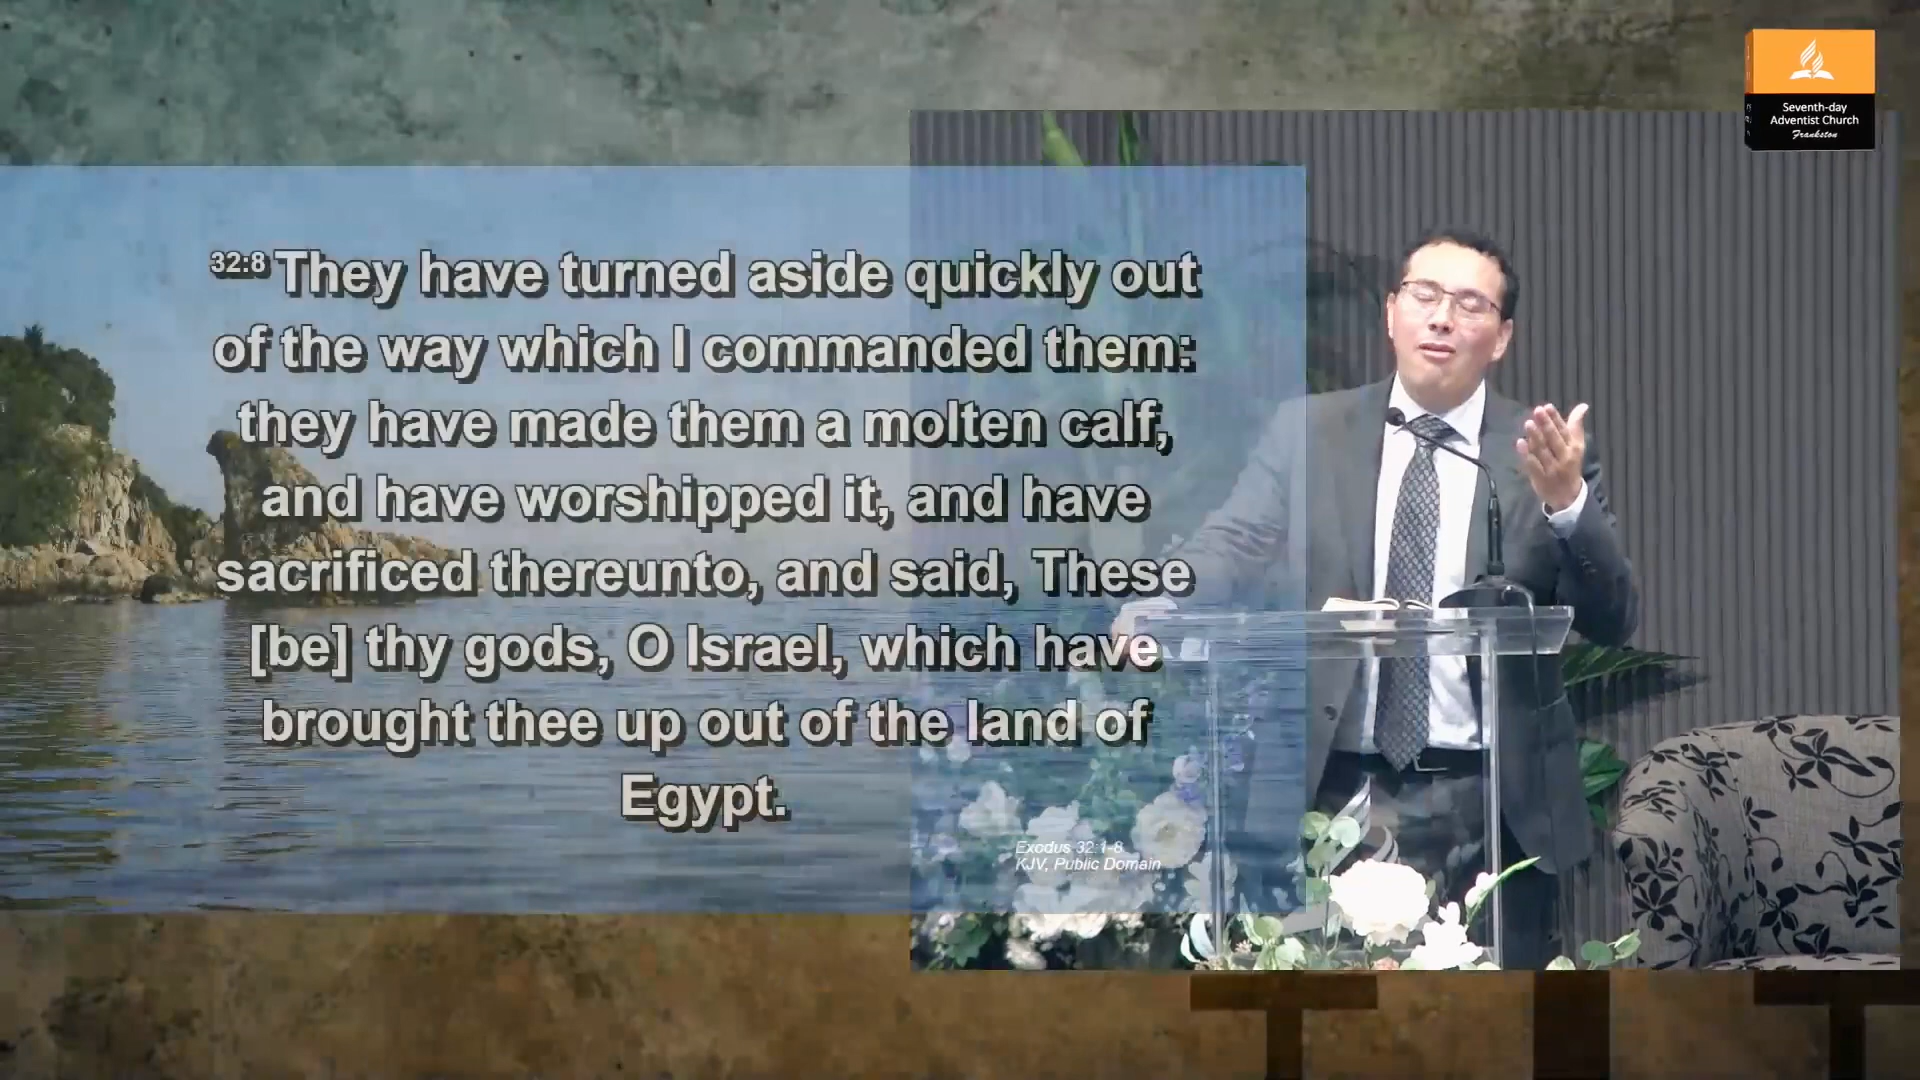 Seventh-day
Adventist Church
Frankston
32:8 They have turned aside quickly out
of the way which I commanded them:
they have made them a molten calf,
and have worshipped it, and have
sacrificed thereunto, and said, These
[be] thy gods, O Israel, which have
brought thee up out of the land of
Egypt.
Exodus 32:1-8
KJV, Public Domain